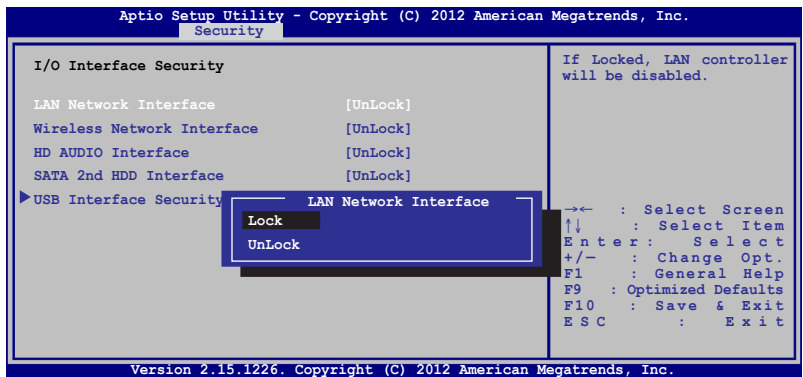 Aptio Setup Utility - Copyright (C) 2012 American Megatrends, Inc.
Security
I/O Interface Security
LAN Network Interface [UnLock]
Wireless Network Interface [UnLock]
HD AUDIO Interface [UnLock]
SATA 2nd HDD Interface [UnLock]
USB Interface Security
LAN Network Interface
Lock
UnLock
If Locked, LAN controller
will be disabled.
→← : Select Screen
↑↓ : Select Item
Enter: Select
+/— : Change Opt.
F1 : General Help
F9 : Optimized Defaults
F10 : Save & Exit
ESC : Exit
Version 2.15.1226. Copyright (C) 2012 American Megatrends, Inc.